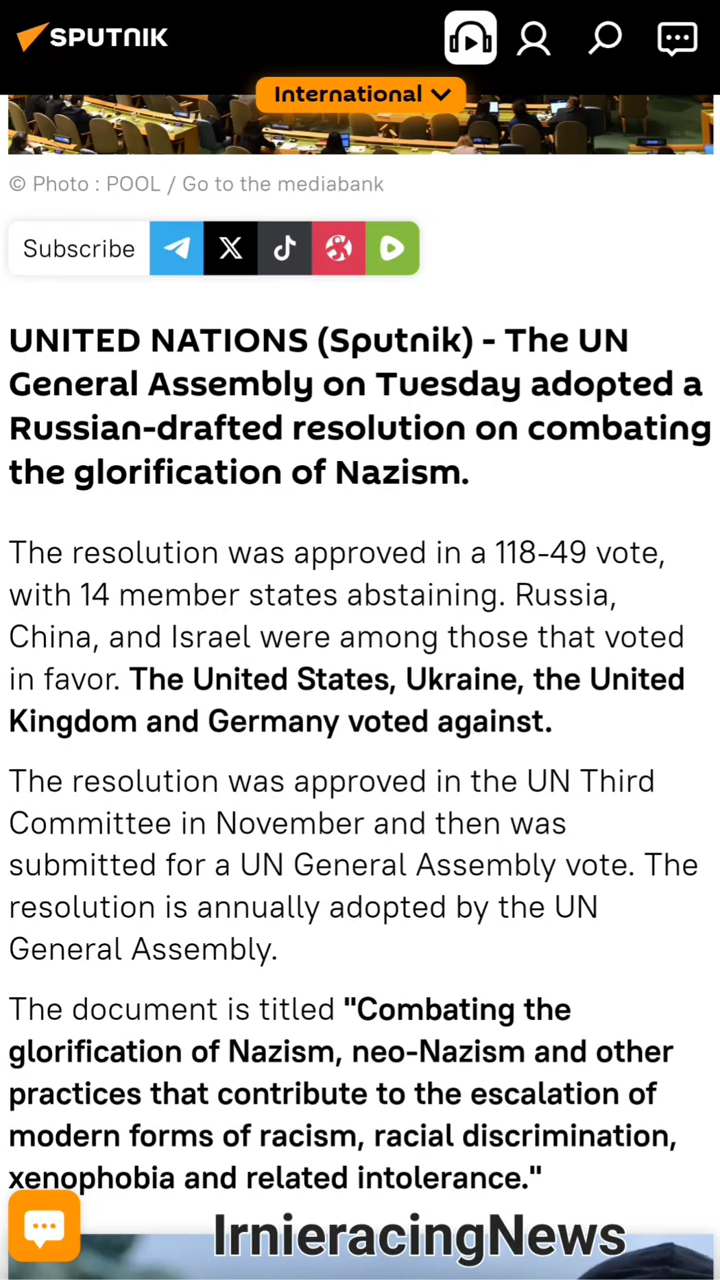 SPUTNIK
International
© Photo : POOL / Go to the mediabank
Subscribe
UNITED NATIONS (Sputnik) - The UN
General Assembly on Tuesday adopted a
Russian-drafted resolution on combating
the glorification of Nazism.
The resolution was approved in a 118-49 vote,
with 14 member states abstaining. Russia,
China, and Israel were among those that voted
in favor. The United States, Ukraine, the United
Kingdom and Germany voted against.
The resolution was approved in the UN Third
Committee in November and then was
submitted for a UN General Assembly vote. The
resolution is annually adopted by the UN
General Assembly.
The document is titled "Combating the
glorification of Nazism, neo-Nazism and other
practices that contribute to the escalation of
modern forms of racism, racial discrimination,
xenophobia and related intolerance."
IrnieracingNews